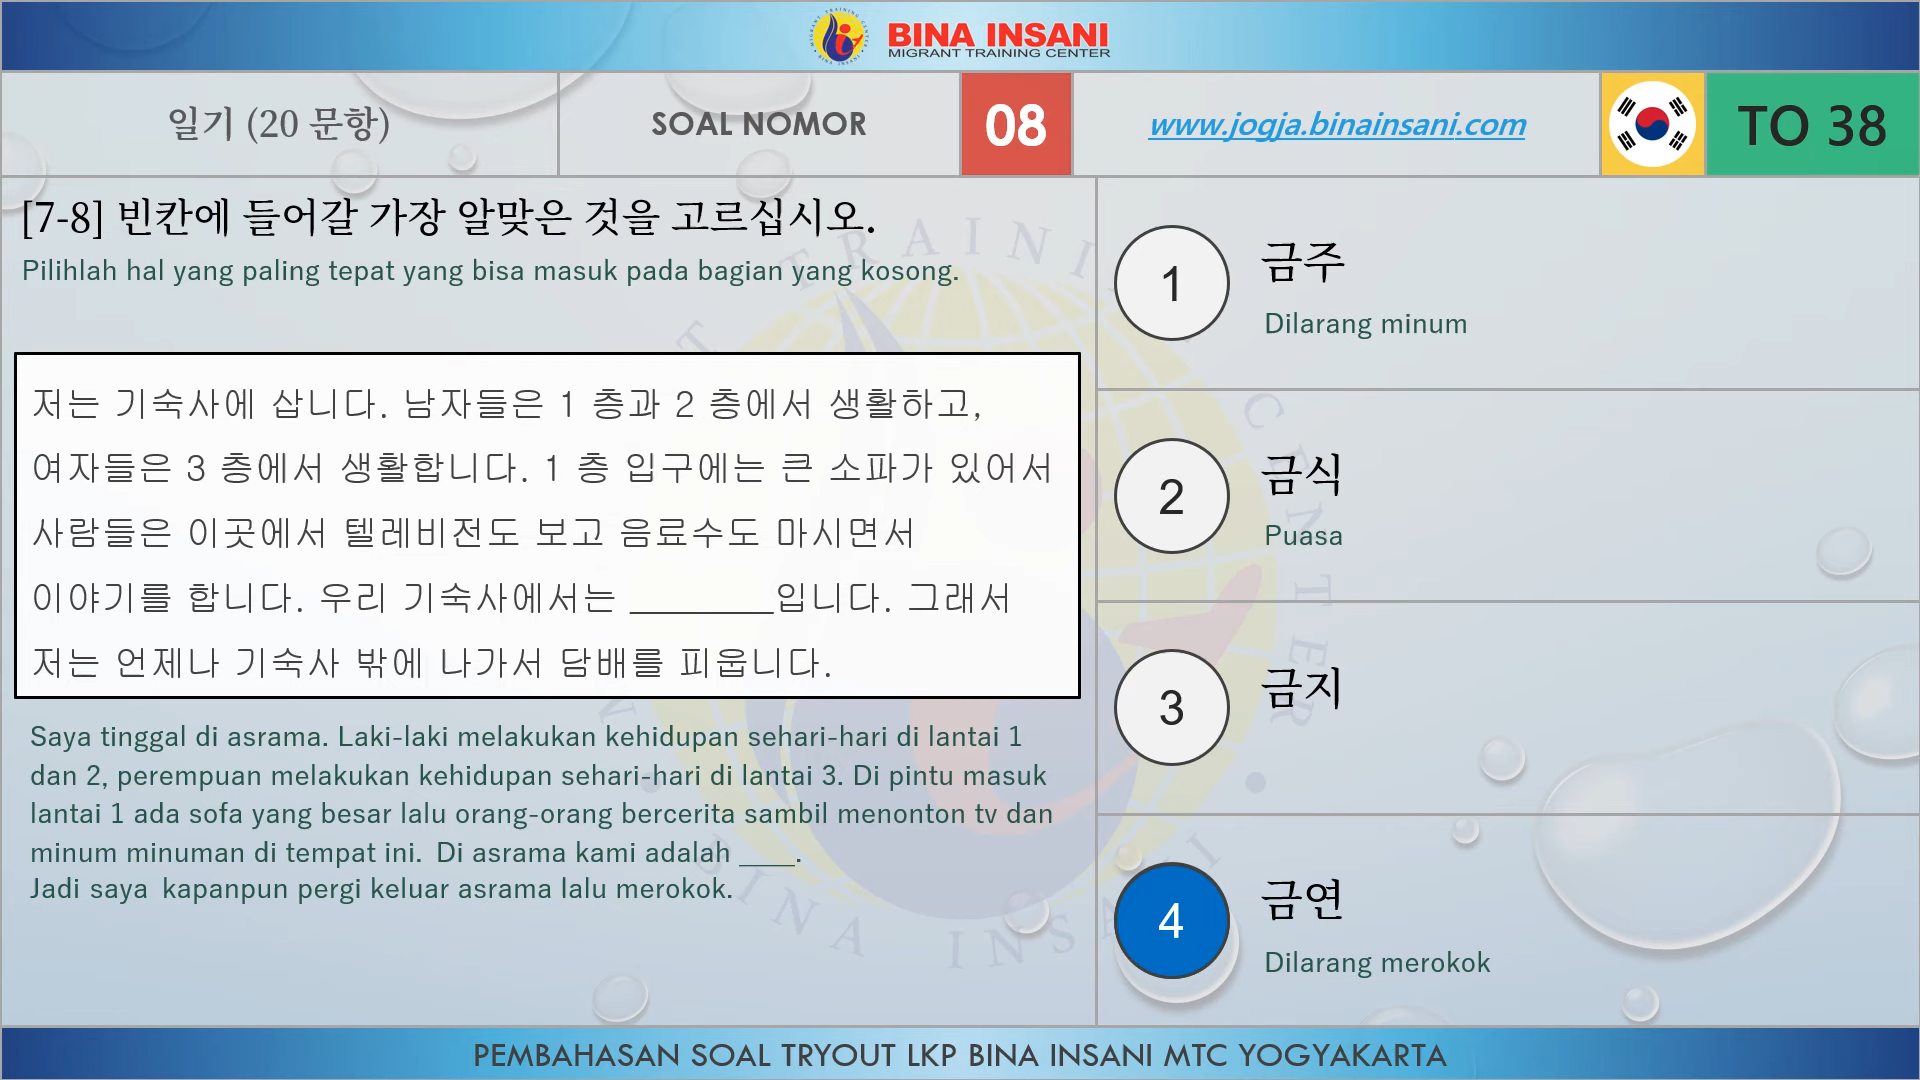 BINA INSANI
MIGRANT TRAINING CENTER
일기 (20 문항)
SOAL NOMOR
08
www.jogja.binainsani.com
TO 38
[7-8] 빈칸에 들어갈 가장 알맞은 것을 고르십시오.
Pilihlah hal yang paling tepat yang bisa masuk pada bagian yang kosong.
저는 기숙사에 삽니다. 남자들은 1 층과 2 층에서 생활하고,
여자들은 3 층에서 생활합니다. 1 층 입구에는 큰 소파가 있어서
사람들은 이곳에서 텔레비전도 보고 음료수도 마시면서
이야기를 합니다. 우리 기숙사에서는 ________입니다. 그래서
저는 언제나 기숙사 밖에 나가서 담배를 피웁니다.
Saya tinggal di asrama. Laki-laki melakukan kehidupan sehari-hari di lantai 1
dan 2, perempuan melakukan kehidupan sehari-hari di lantai 3. Di pintu masuk
lantai 1 ada sofa yang besar lalu orang-orang bercerita sambil menonton tv dan
minum minuman di tempat ini. Di asrama kami adalah ____.
Jadi saya kapanpun pergi keluar asrama lalu merokok.
1
금주
Dilarang minum
2
금식
Puasa
3
금지
4
금연
Dilarang merokok
PEMBAHASAN SOAL TRYOUT LKP BINA INSANI MTC YOGYAKARTA